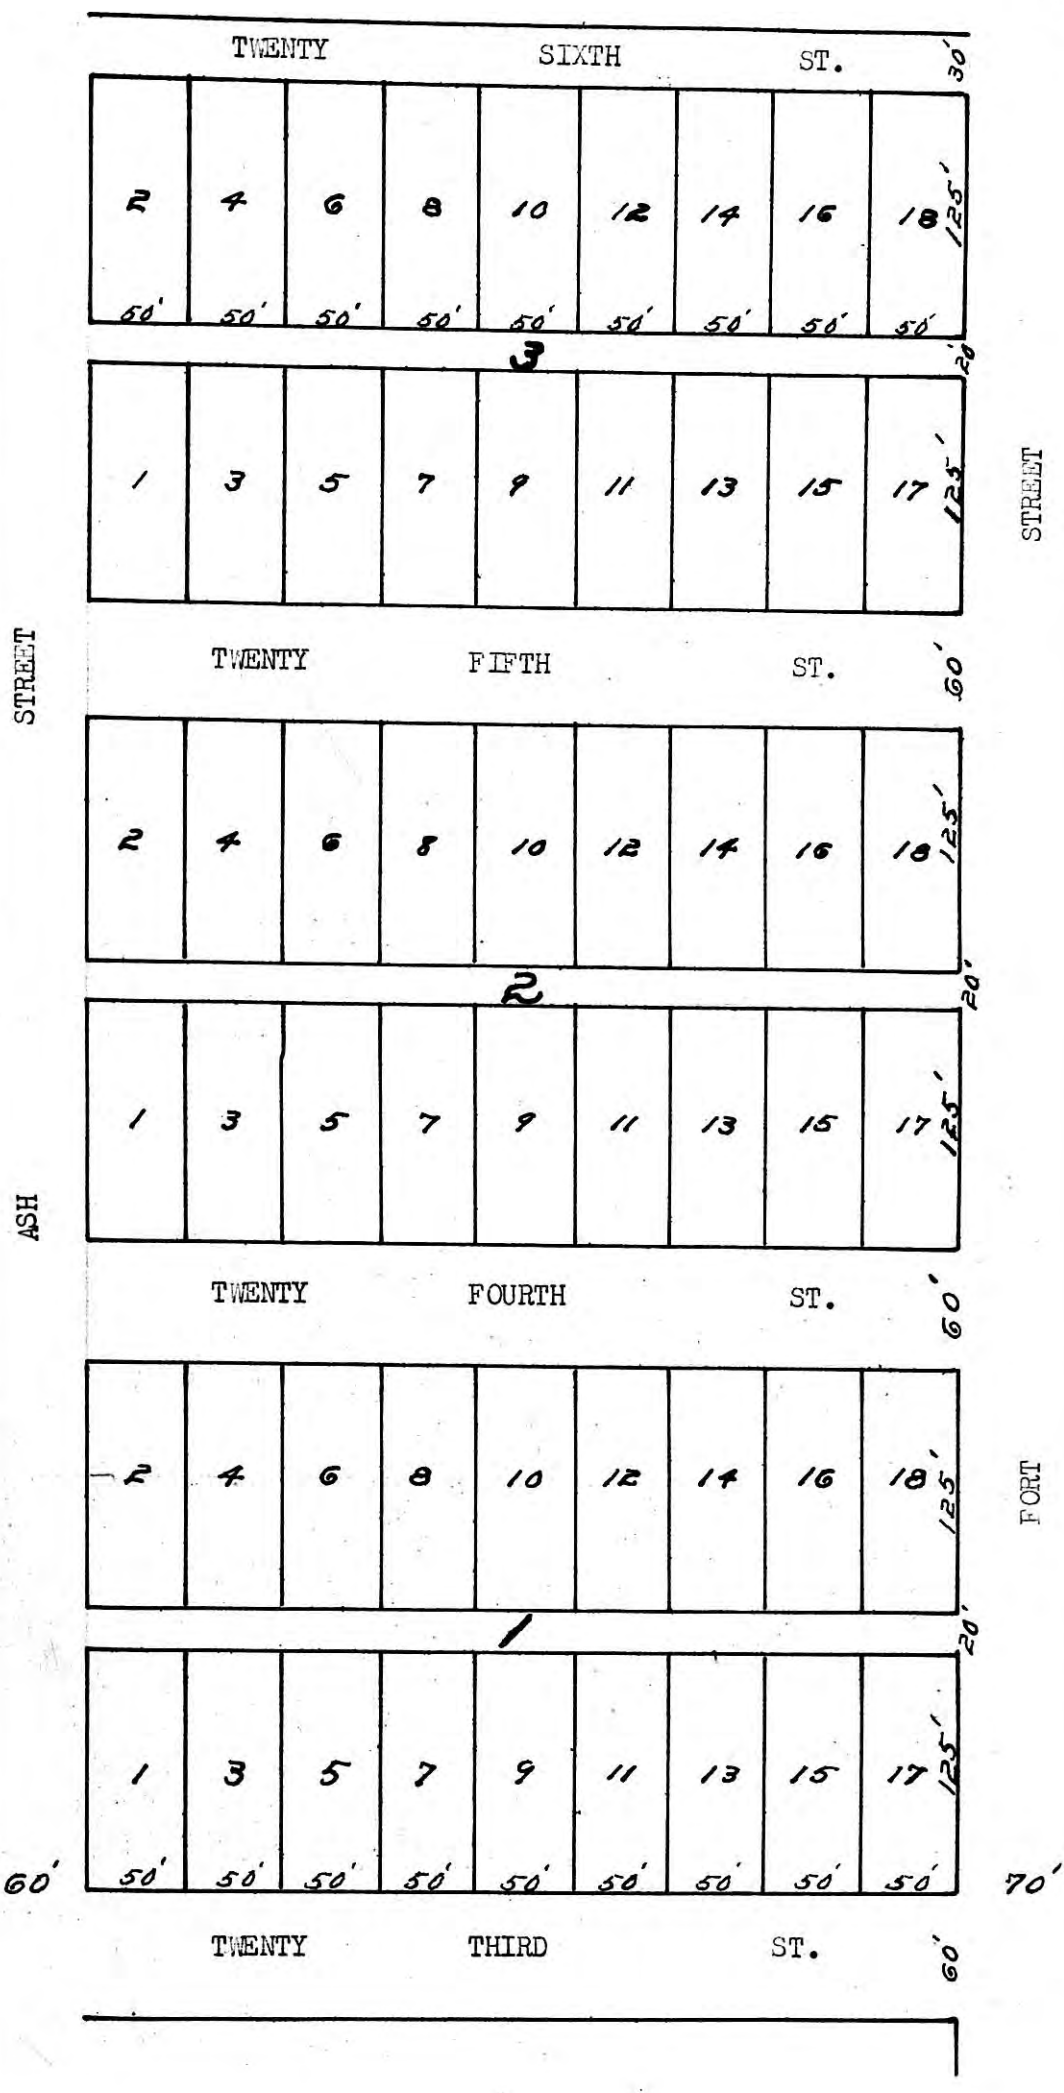 TWENTY SIXTH ST. 30'
2 4 6 8 10 12 14 16 18 125'
50' 50' 50' 50' 50' 50' 50' 50' 50'
3 20'
1 3 5 7 9 11 13 15 17 125'
STREET
STREET
TWENTY FIFTH ST. 60'
2 4 6 8 10 12 14 16 18 125'
2 20'
1 3 5 7 9 11 13 15 17 125'
ASH
TWENTY FOURTH ST. 60'
2 4 6 8 10 12 14 16 18 125'
FORT
1 20'
1 3 5 7 9 11 13 15 17 125'
60' 50' 50' 50' 50' 50' 50' 50' 50' 50' 70'
TWENTY THIRD ST. 60'